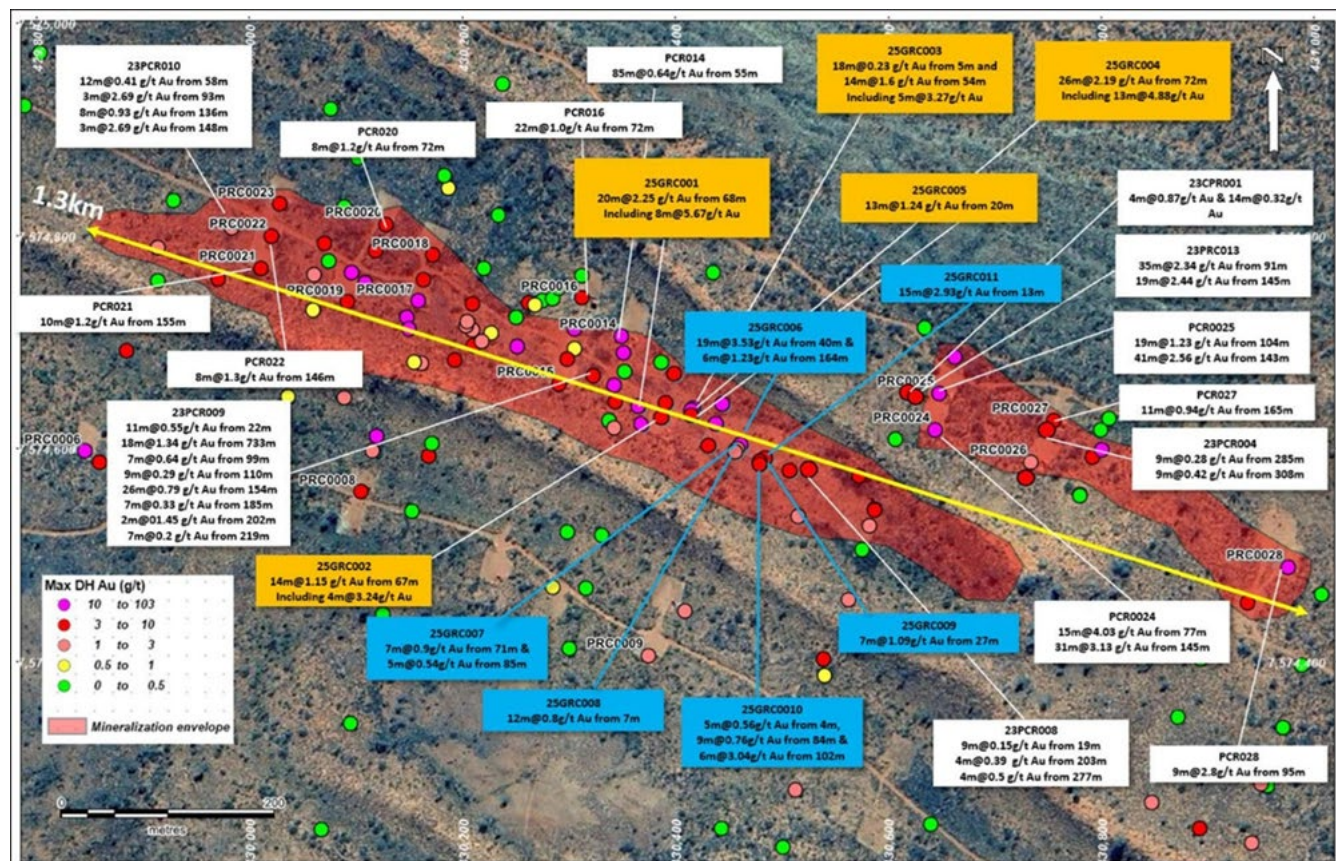 7,575,000
23PCR010
12m@0.41 g/t Au from 58m
3m@2.69 g/t Au from 93m
8m@0.93 g/t Au from 136m
3m@2.69 g/t Au from 148m
PCR014
85m@0.64g/t Au from 55m
25GRC003
18m@0.23 g/t Au from 5m and
14m@1.6 g/t Au from 54m
Including 5m@3.27g/t Au
25GRC004
26m@2.19 g/t Au from 72m
Including 13m@4.88g/t Au
N
PCR020
8m@1.2g/t Au from 72m
PCR016
22m@1.0g/t Au from 72m
25GRC001
20m@2.25 g/t Au from 68m
Including 8m@5.67g/t Au
25GRC005
13m@1.24 g/t Au from 20m
23CPR001
4m@0.87g/t Au & 14m@0.32g/t
Au
1.3km
PRC0023
PRC0022
PRC0020
PRC0018
PRC0021
PRC0019
PRC0017
PRC0016
PRC0014
PRC0015
23PRC013
35m@2.34 g/t Au from 91m
19m@2.44 g/t Au from 145m
25GRC011
15m@2.93g/t Au from 13m
PCR021
10m@1.2g/t Au from 155m
25GRC006
19m@3.53g/t Au from 40m &
6m@1.23g/t Au from 164m
PCR0025
19m@1.23 g/t Au from 104m
41m@2.56 g/t Au from 143m
PCR022
8m@1.3g/t Au from 146m
PRC0025
PRC0024
PRC0027
PRC0026
PCR027
11m@0.94g/t Au from 165m
23PCR009
11m@0.55g/t Au from 22m
18m@1.34 g/t Au from 733m
7m@0.64 g/t Au from 99m
9m@0.29 g/t Au from 110m
26m@0.79 g/t Au from 154m
7m@0.33 g/t Au from 185m
2m@01.45 g/t Au from 202m
7m@0.2 g/t Au from 219m
PRC0006
PRC0008
23PCR004
9m@0.28 g/t Au from 285m
9m@0.42 g/t Au from 308m
25GRC002
14m@1.15 g/t Au from 67m
Including 4m@3.24g/t Au
PRC0028
25GRC007
7m@0.9g/t Au from 71m &
5m@0.54g/t Au from 85m
PRC0009
25GRC009
7m@1.09g/t Au from 27m
PCR0024
15m@4.03 g/t Au from 77m
31m@3.13 g/t Au from 145m
7,574,400
25GRC008
12m@0.8g/t Au from 7m
25GRC0010
5m@0.56g/t Au from 4m,
9m@0.76g/t Au from 84m &
6m@3.04g/t Au from 102m
23PCR008
9m@0.15g/t Au from 19m
4m@0.39 g/t Au from 203m
4m@0.5 g/t Au from 277m
PCR028
9m@2.8g/t Au from 95m
Max DH Au (g/t)
10 to 103
3 to 10
1 to 3
0.5 to 1
0 to 0.5
Mineralization envelope
0 200
metres